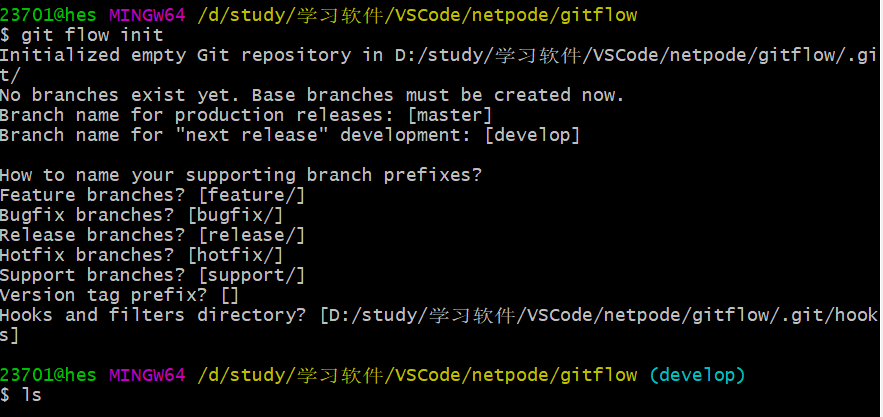 23701@hes MINGW64 /d/study/学习软件/VSCode/netpode/gitflow
$ git flow init
Initialized empty Git repository in D:/study/学习软件/VSCode/netpode/gitflow/.gi
t/
No branches exist yet. Base branches must be created now.
Branch name for production releases: [master]
Branch name for "next release" development: [develop]

How to name your supporting branch prefixes?
Feature branches? [feature/]
Bugfix branches? [bugfix/]
Release branches? [release/]
Hotfix branches? [hotfix/]
Support branches? [support/]
Version tag prefix? []
Hooks and filters directory? [D:/study/学习软件/VSCode/netpode/gitflow/.git/hook
s]

23701@hes MINGW64 /d/study/学习软件/VSCode/netpode/gitflow (develop)
$ ls